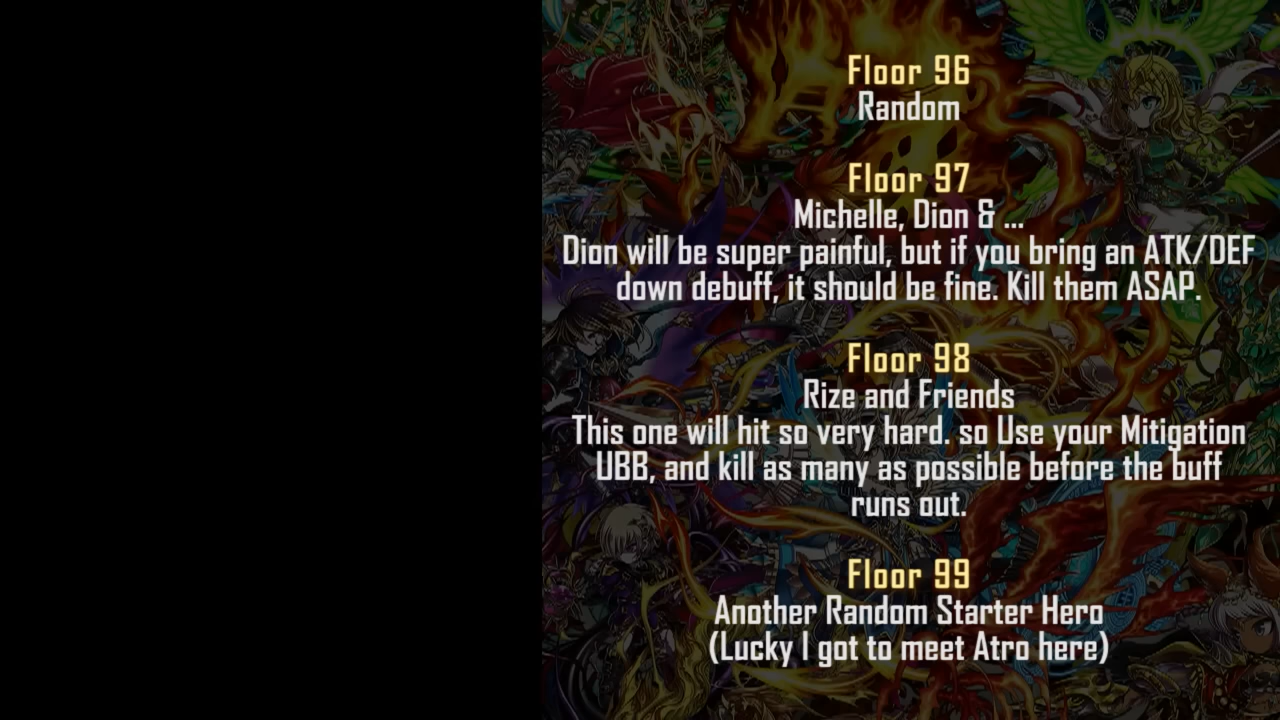 Floor 96
Random
Floor 97
Michelle, Dion & ...
Dion will be super painful, but if you bring an ATK/DEF
down debuff, it should be fine. Kill them ASAP.
Floor 98
Rize and Friends
This one will hit so very hard. so Use your Mitigation
UBB, and kill as many as possible before the buff
runs out.
Floor 99
Another Random Starter Hero
(Lucky I got to meet Atro here)